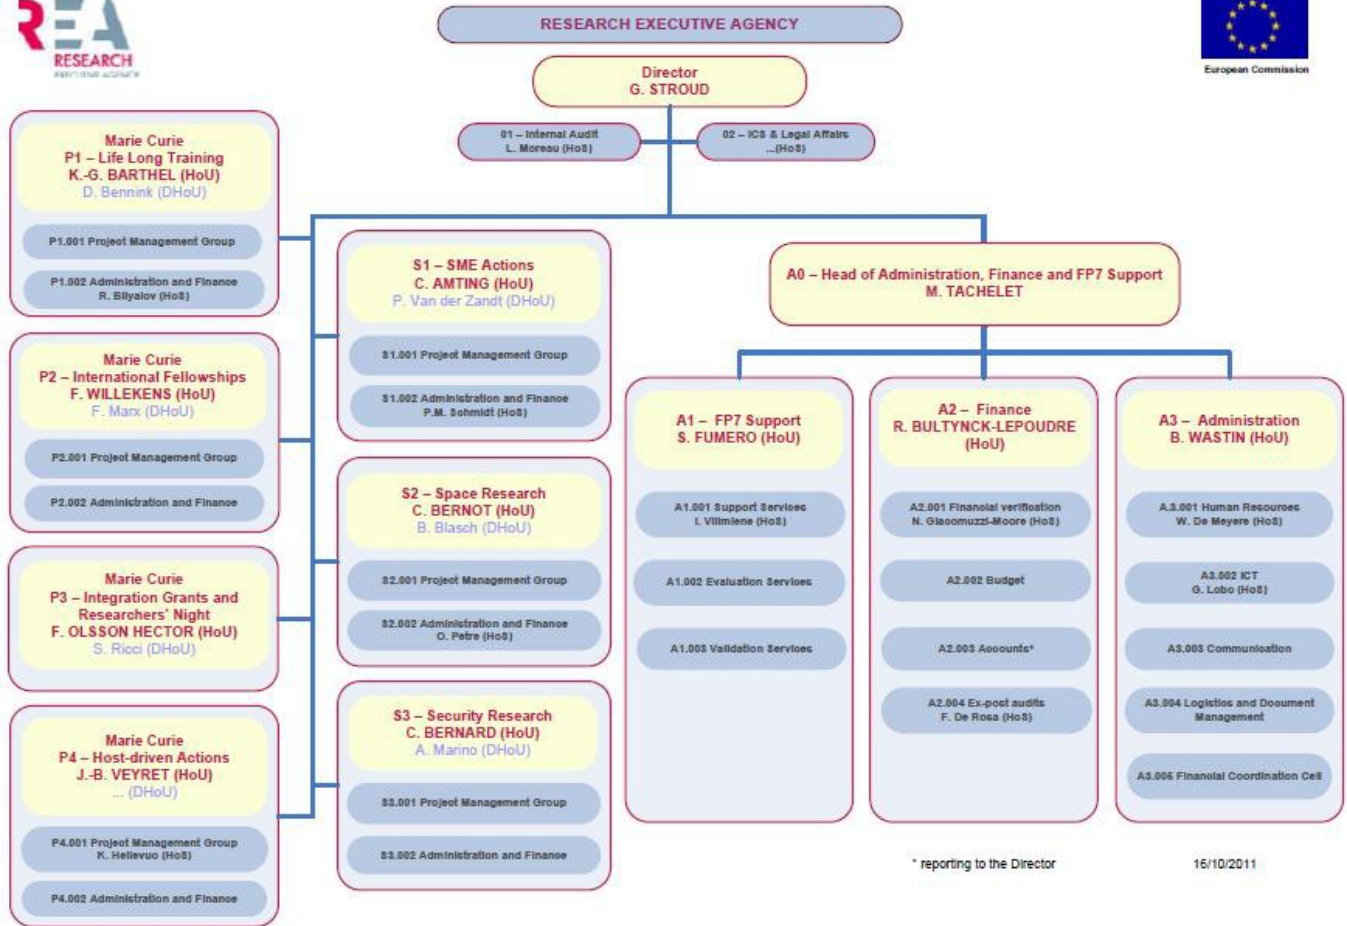 REA
RESEARCH
EXECUTIVE AGENCY
RESEARCH EXECUTIVE AGENCY
European Commission
Director
G. STROUD
01 – Internal Audit
L. Moreau (HoS)
02 – ICS & Legal Affairs
...(HoS)
Marie Curie
P1 – Life Long Training
K.-G. BARTHEL (HoU)
D. Bennink (DHoU)
P1.001 Project Management Group
P1.002 Administration and Finance
R. Bilyalov (HoS)
Marie Curie
P2 – International Fellowships
F. WILLEKENS (HoU)
F. Marx (DHoU)
P2.001 Project Management Group
P2.002 Administration and Finance
Marie Curie
P3 – Integration Grants and
Researchers' Night
F. OLSSON HECTOR (HoU)
S. Ricci (DHoU)
Marie Curie
P4 – Host-driven Actions
J.-B. VEYRET (HoU)
... (DHoU)
P4.001 Project Management Group
K. Hellevuo (HoS)
P4.002 Administration and Finance
S1 – SME Actions
C. AMTING (HoU)
P. Van der Zandt (DHoU)
S1.001 Project Management Group
S1.002 Administration and Finance
P.M. Schmidt (HoS)
S2 – Space Research
C. BERNOT (HoU)
B. Blasch (DHoU)
S2.001 Project Management Group
S2.002 Administration and Finance
O. Petre (HoS)
S3 – Security Research
C. BERNARD (HoU)
A. Marino (DHoU)
S3.001 Project Management Group
S3.002 Administration and Finance
A0 – Head of Administration, Finance and FP7 Support
M. TACHELET
A1 – FP7 Support
S. FUMERO (HoU)
A1.001 Support Services
I. Vilimiene (HoS)
A1.002 Evaluation Services
A1.003 Validation Services
A2 – Finance
R. BULTYNCK-LEPOUDRE
(HoU)
A2.001 Financial verification
N. Giacomuzzi-Moore (HoS)
A2.002 Budget
A2.003 Accounts*
A2.004 Ex-post audits
F. De Rosa (HoS)
A3 – Administration
B. WASTIN (HoU)
A.3.001 Human Resources
W. De Meyere (HoS)
A3.002 ICT
G. Lobo (HoS)
A3.003 Communication
A3.004 Logistics and Document
Management
A3.005 Financial Coordination Cell
* reporting to the Director
16/10/2011